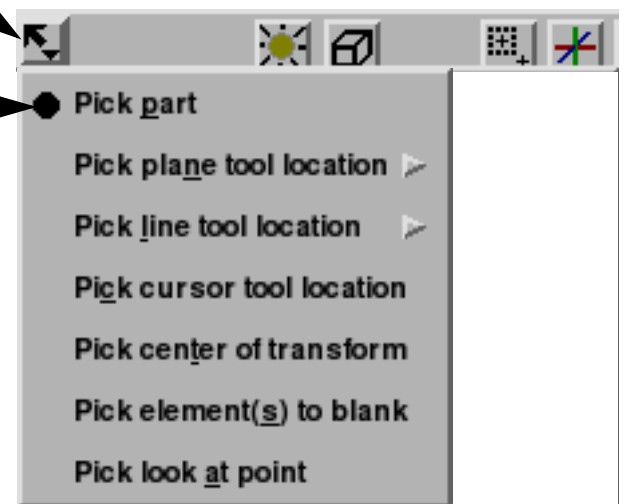 Pick part
Pick plane tool location
Pick line tool location
Pick cursor tool location
Pick center of transform
Pick element(s) to blank
Pick look at point